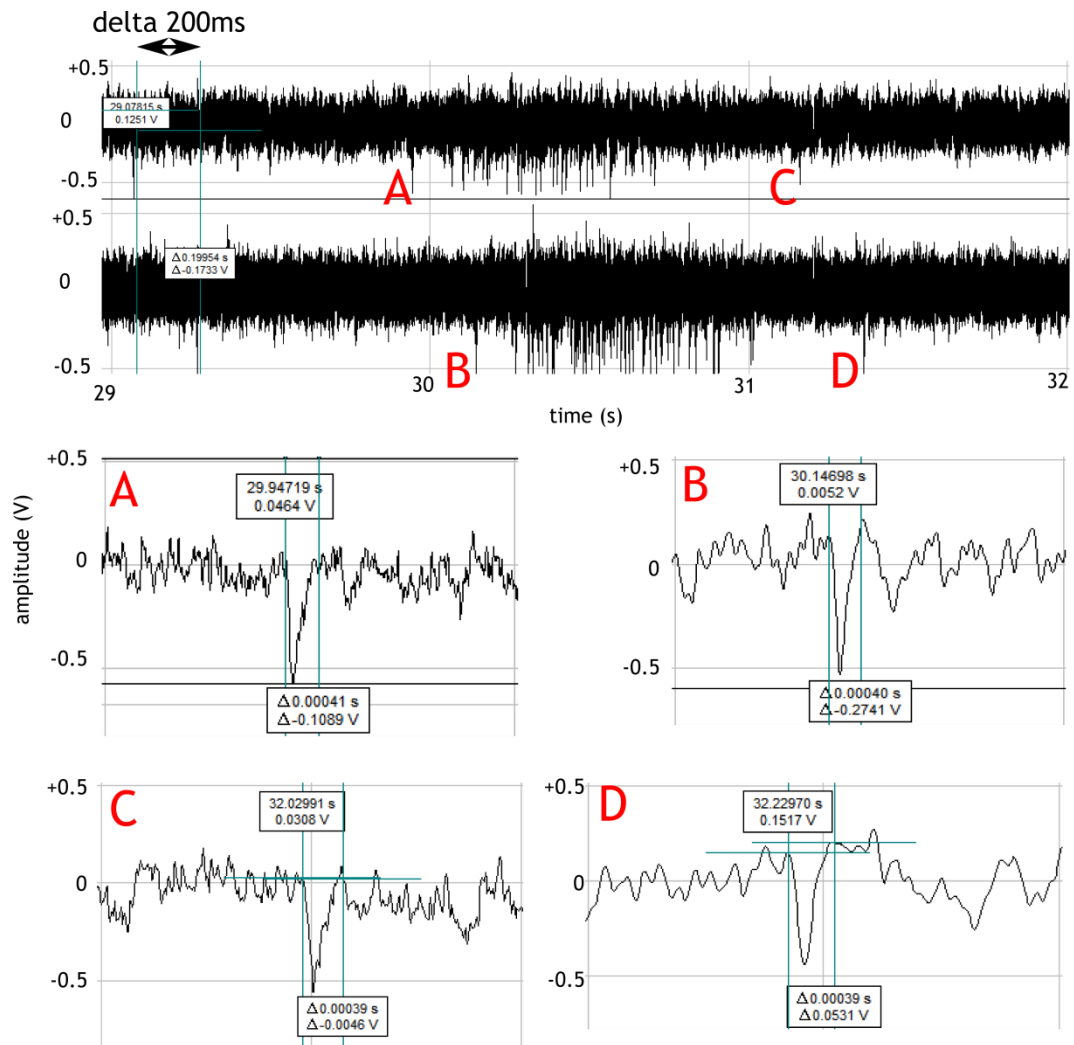 delta 200ms
+0.5
29.07815 s
0.1251 V
0
A
C
-0.5
+0.5
Δ0.19954 s
Δ-0.1733 V
0
B
D
-0.5
29
30
31
32
time (s)
amplitude (V)
+0.5
A
29.94719 s
0.0464 V
0
-0.5
Δ0.00041 s
Δ-0.1089 V
+0.5
B
30.14698 s
0.0052 V
0
-0.5
Δ0.00040 s
Δ-0.2741 V
+0.5
C
32.02991 s
0.0308 V
0
-0.5
Δ0.00039 s
Δ-0.0046 V
+0.5
D
32.22970 s
0.1517 V
0
-0.5
Δ0.00039 s
Δ0.0531 V